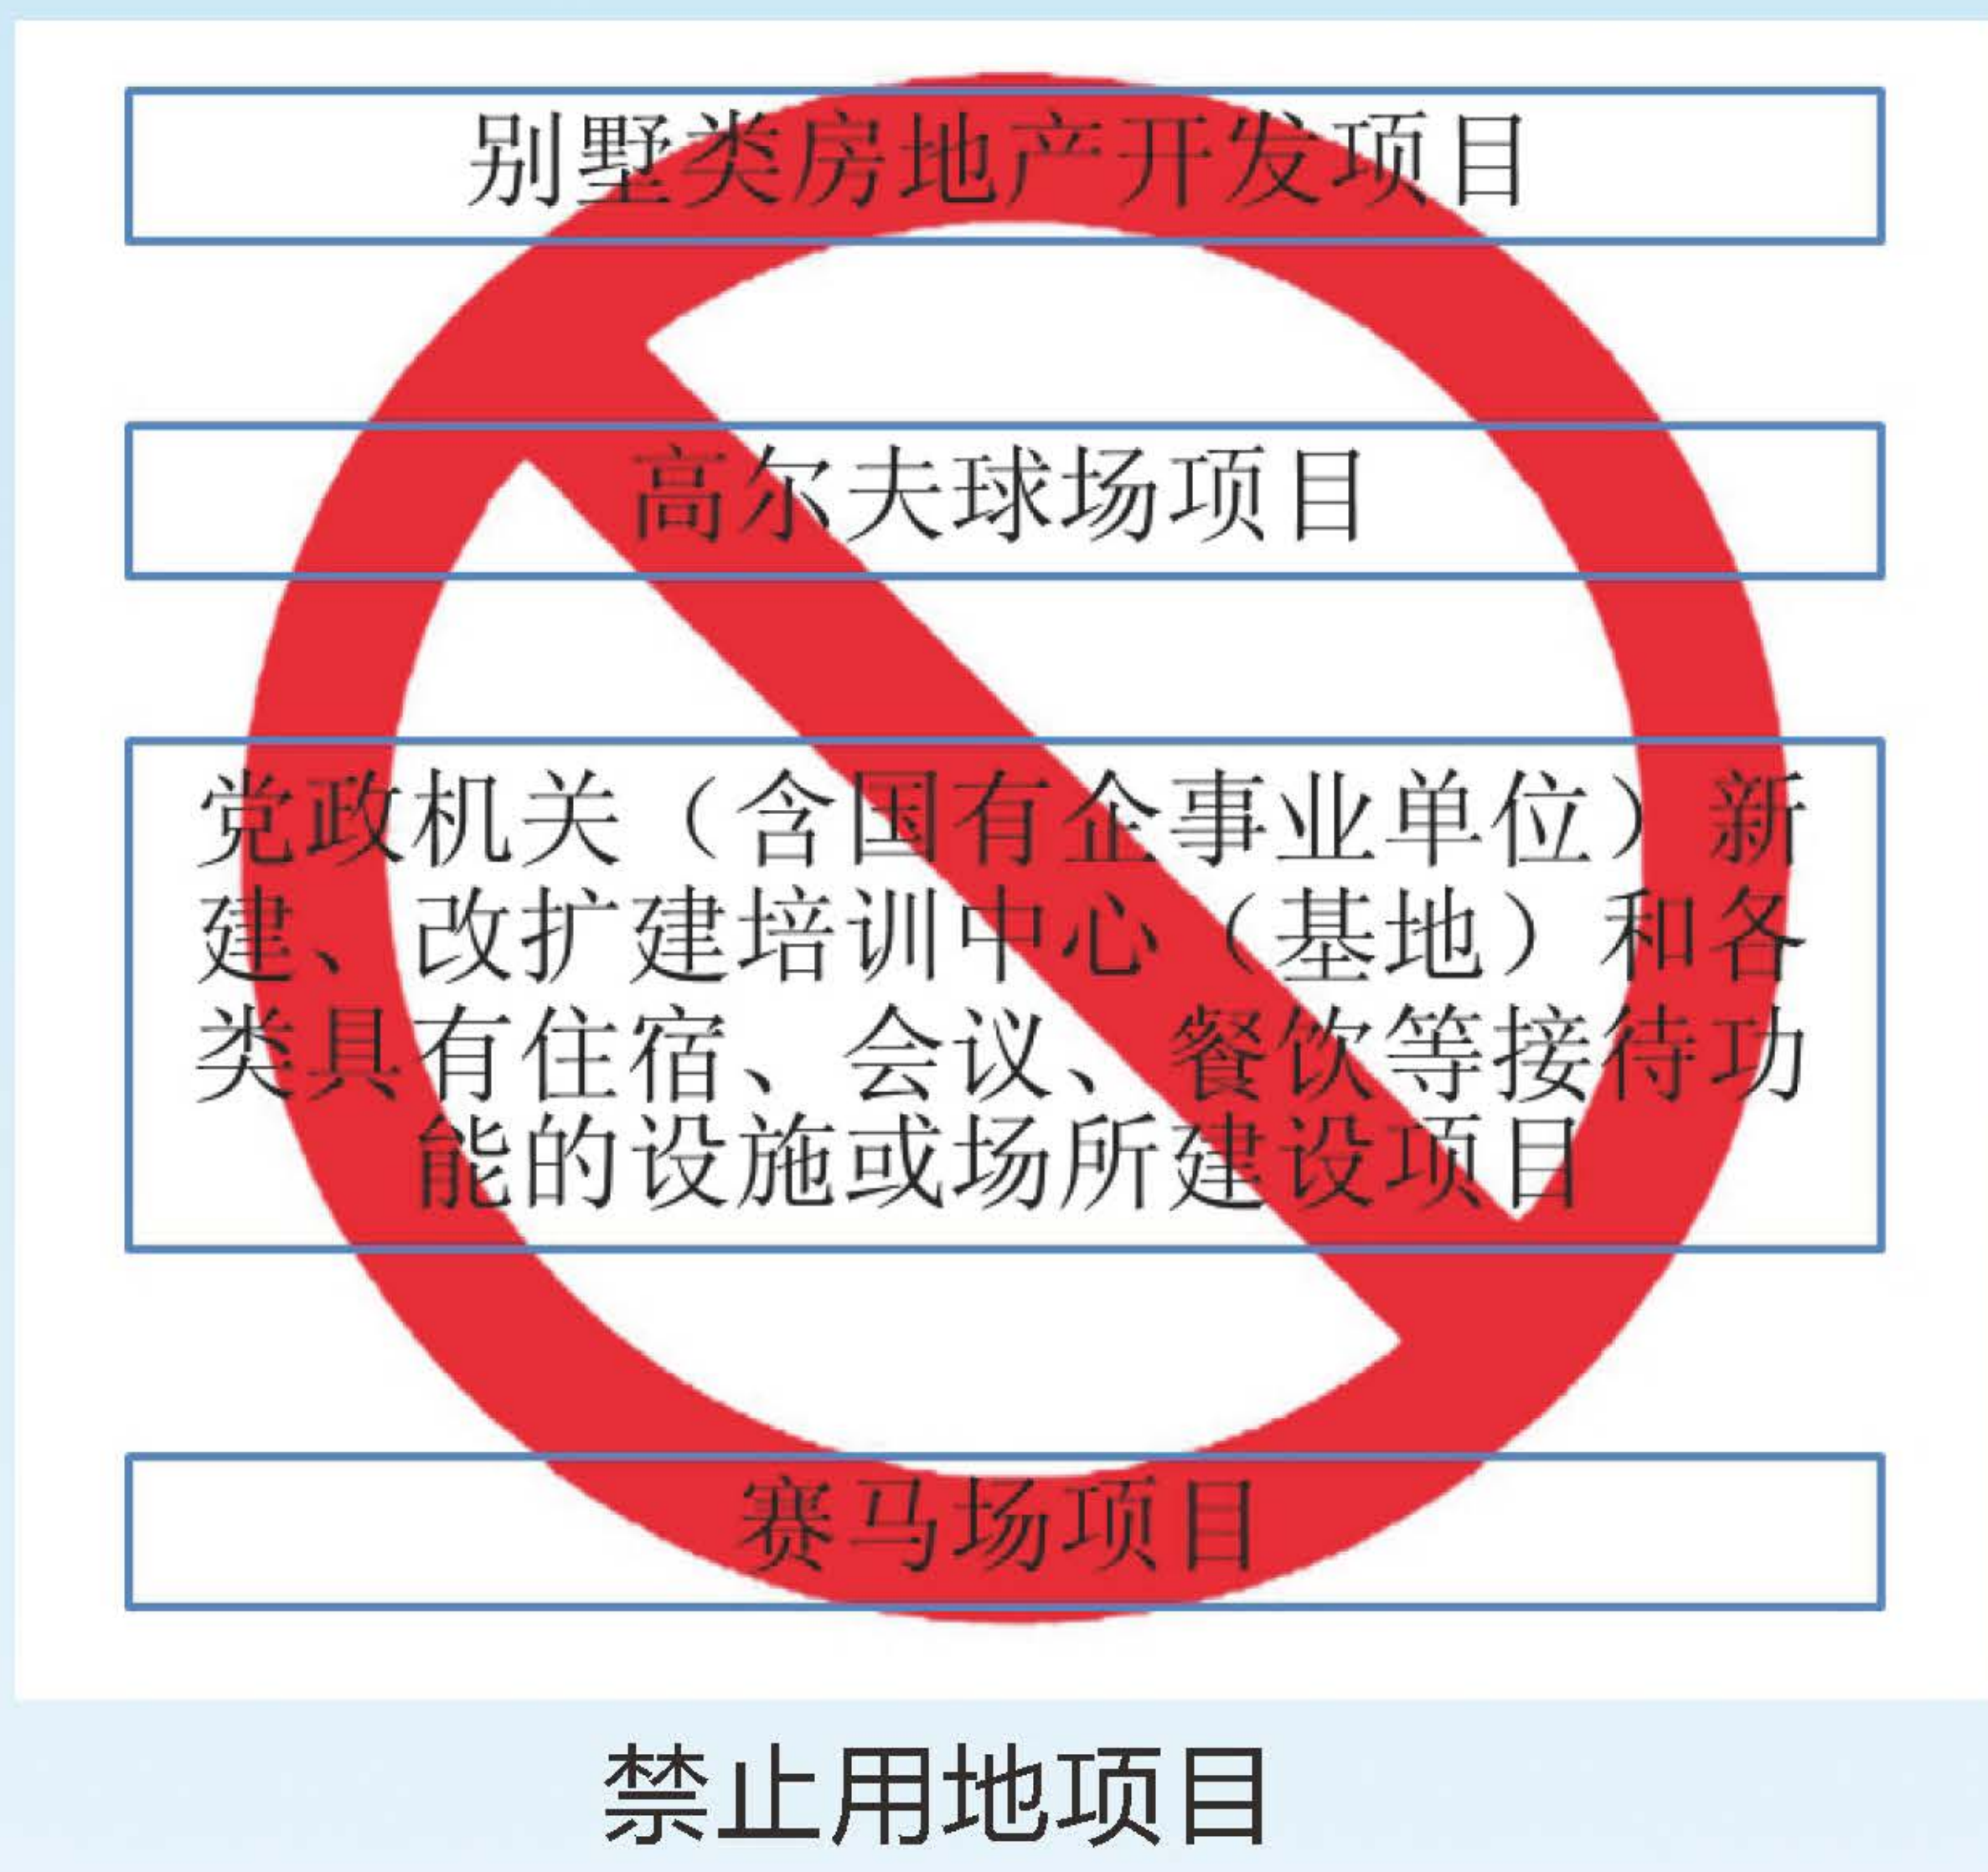 别墅类房地产开发项目
高尔夫球场项目
党政机关（含国有企事业单位）新
建、改扩建培训中心（基地）和各
类具有住宿、会议、餐饮等接待功
能的设施或场所建设项目
赛马场项目
禁止用地项目